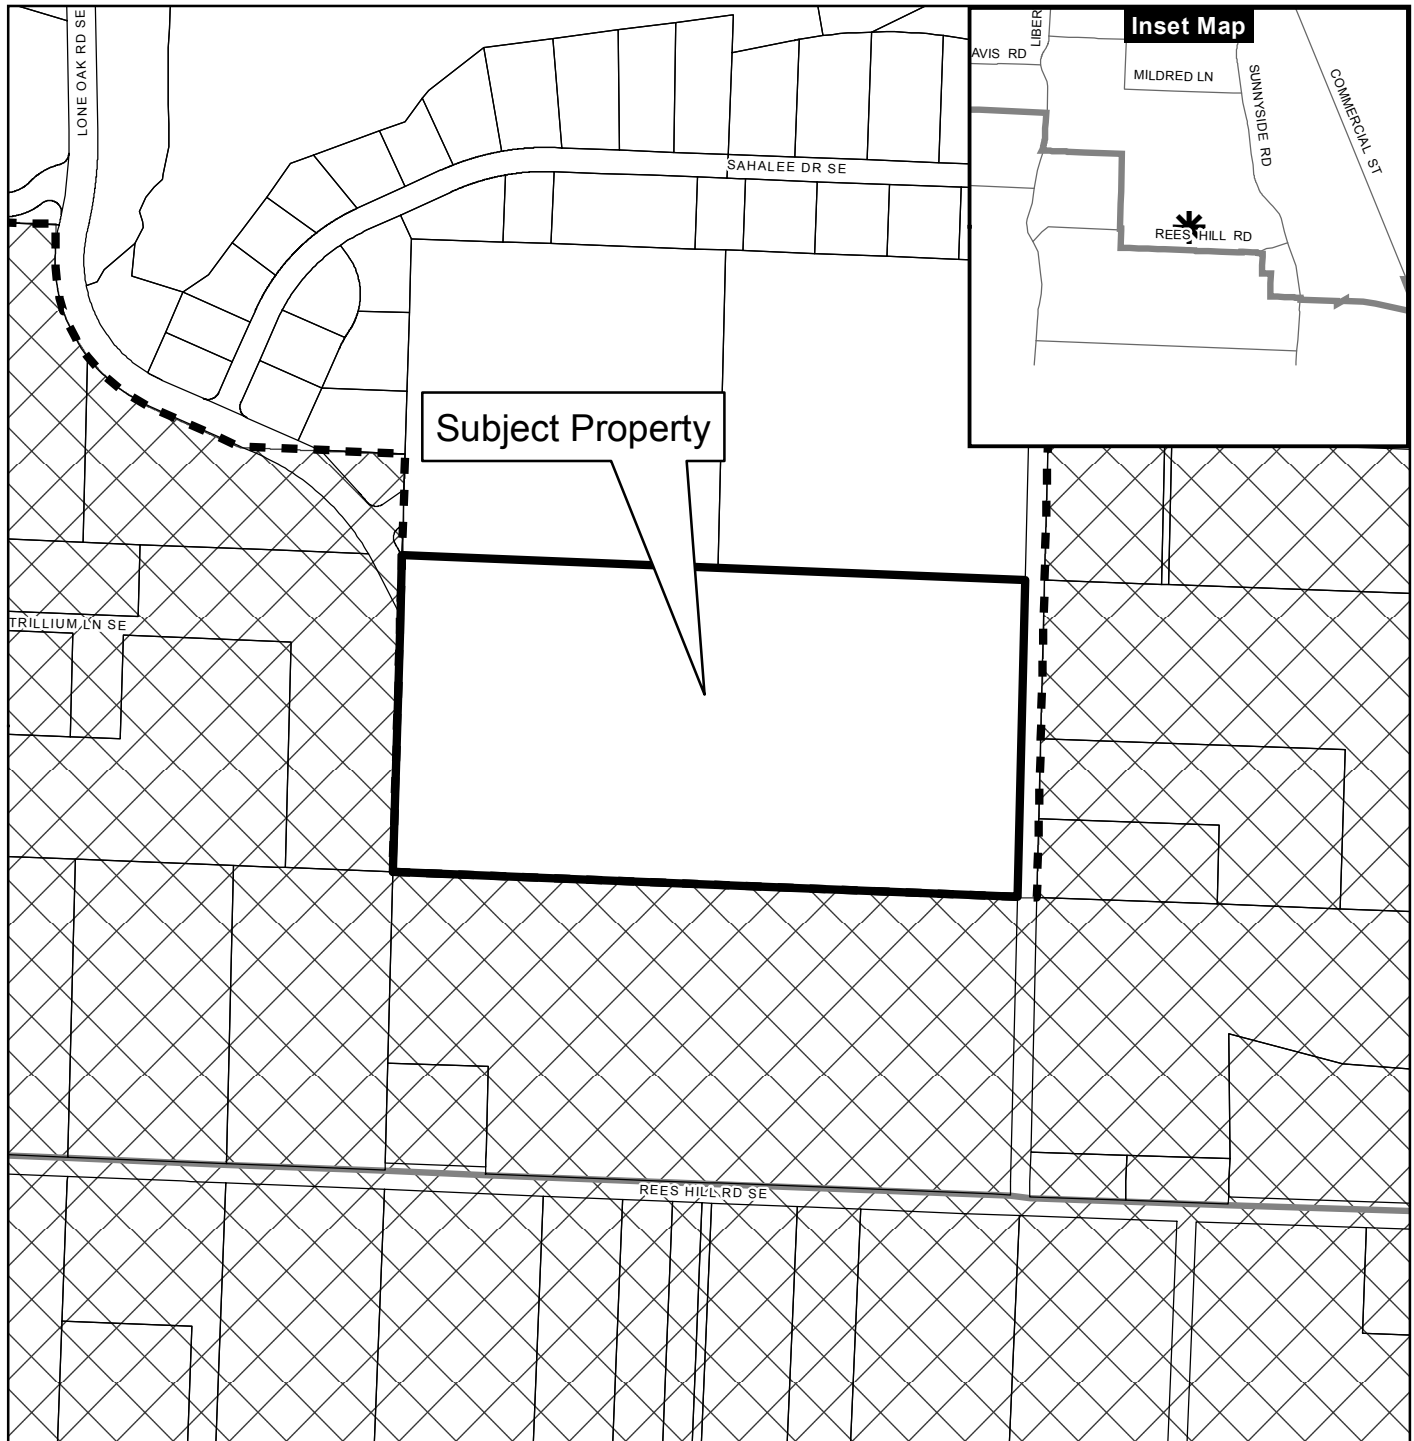 LONE OAK RD SE
SAHALEE DR SE
Inset Map
LIBER
AVIS RD
MILDRED LN
SUNNYSIDE RD
COMMERCIAL ST
REES HILL RD
Subject Property
TRILLIUM LN SE
REES HILL RD SE